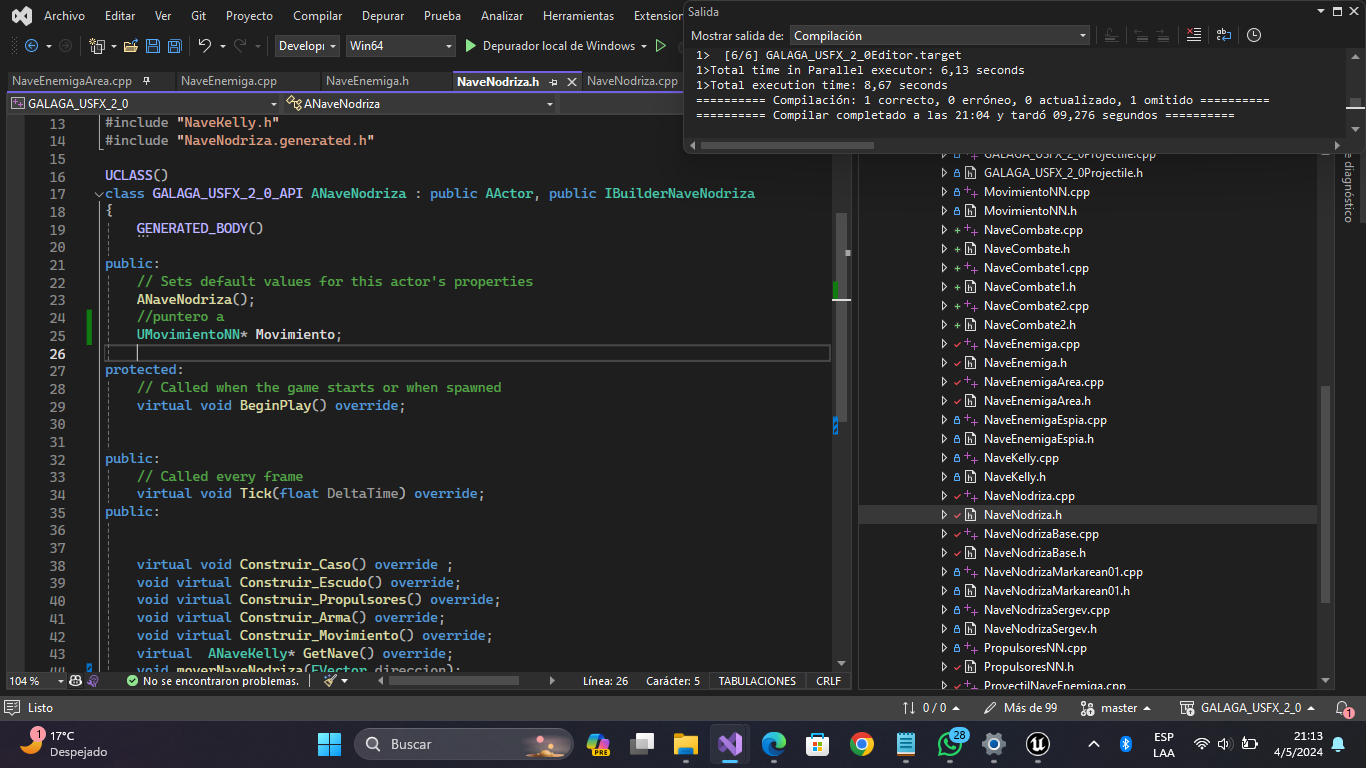 Archivo Editar Ver Git Proyecto Compilar Depurar Prueba Analizar Herramientas Extension
Develop Win64 Depurador local de Windows
NaveEnemigaArea.cpp NaveEnemiga.cpp NaveEnemiga.h NaveNodriza.h NaveNodriza.cpp
GALAGA_USFX_2_0 ANaveNodriza
Salida
Mostrar salida de: Compilación
1> [6/6] GALAGA_USFX_2_0Editor.target
1>Total time in Parallel executor: 6,13 seconds
1>Total execution time: 8,67 seconds
========== Compilación: 1 correcto, 0 erróneo, 0 actualizado, 1 omitido ==========
========== Compilar completado a las 21:04 y tardó 09,276 segundos ==========
13 #include "NaveKelly.h"
14 #include "NaveNodriza.generated.h"
15
16 UCLASS()
17 class GALAGA_USFX_2_0_API ANaveNodriza : public AActor, public IBuilderNaveNodriza
18 {
19 GENERATED_BODY()
20
21 public:
22 // Sets default values for this actor's properties
23 ANaveNodriza();
24 //puntero a
25 UMovimientoNN* Movimiento;
26
27 protected:
28 // Called when the game starts or when spawned
29 virtual void BeginPlay() override;
30
31
32 public:
33 // Called every frame
34 virtual void Tick(float DeltaTime) override;
35 public:
36
37
38 virtual void Construir_Caso() override ;
39 void virtual Construir_Escudo() override;
40 void virtual Construir_Propulsores() override;
41 void virtual Construir_Arma() override;
42 void virtual Construir_Movimiento() override;
43 virtual ANaveKelly* GetNave() override;
44 void moverNaveNodriza(FVector direccion);
GALAGA_USFX_2_0Projectile.cpp
GALAGA_USFX_2_0Projectile.h
MovimientoNN.cpp
MovimientoNN.h
NaveCombate.cpp
NaveCombate.h
NaveCombate1.cpp
NaveCombate1.h
NaveCombate2.cpp
NaveCombate2.h
NaveEnemiga.cpp
NaveEnemiga.h
NaveEnemigaArea.cpp
NaveEnemigaArea.h
NaveEnemigaEspia.cpp
NaveEnemigaEspia.h
NaveKelly.cpp
NaveKelly.h
NaveNodriza.cpp
NaveNodriza.h
NaveNodrizaBase.cpp
NaveNodrizaBase.h
NaveNodrizaMarkarean01.cpp
NaveNodrizaMarkarean01.h
NaveNodrizaSergev.cpp
NaveNodrizaSergev.h
PropulsoresNN.cpp
PropulsoresNN.h
ProyectilNaveEnemiga.cpp
e diagnóstico
104 % No se encontraron problemas. Línea: 26 Carácter: 5 TABULACIONES CRLF
Listo 0 / 0 Más de 99 master GALAGA_USFX_2_0 1
1 17°C
Despejado
Buscar
PRE
28
ESP
LAA
21:13
4/5/2024